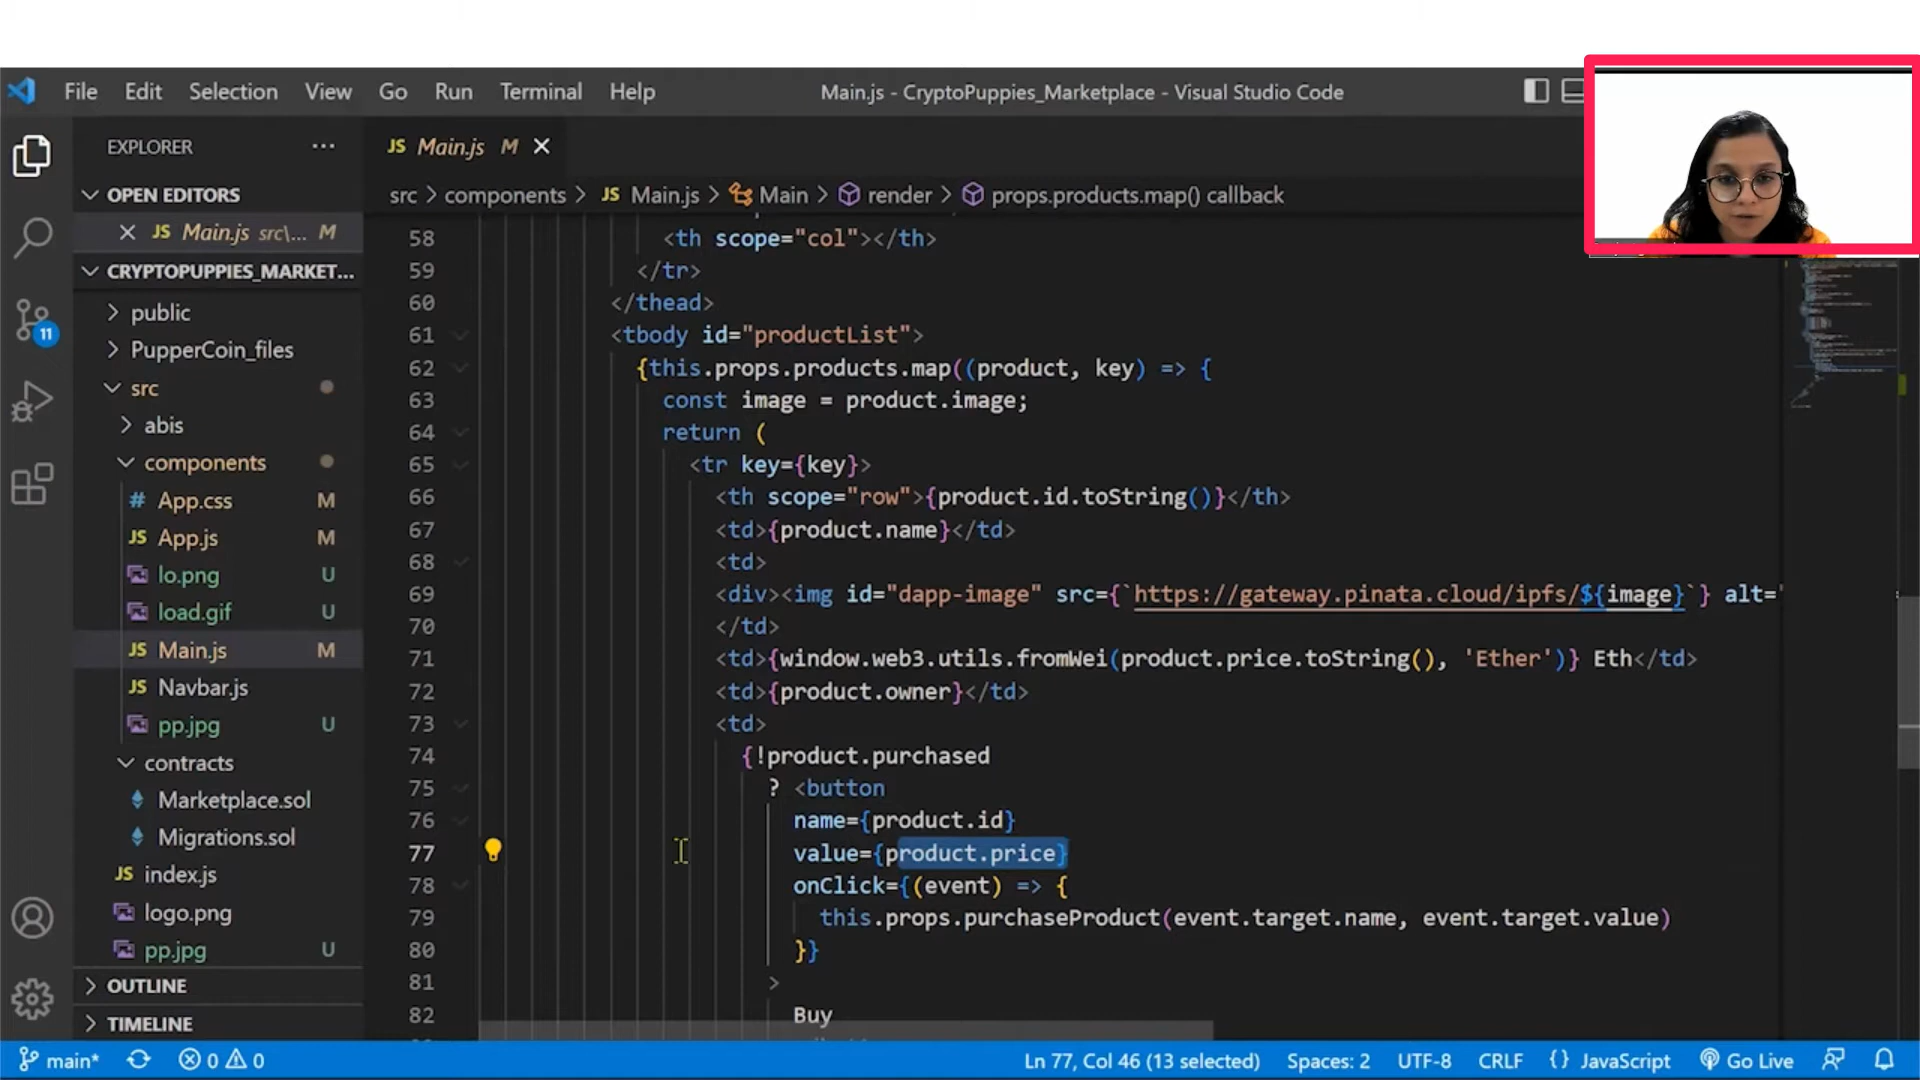 File Edit Selection View Go Run Terminal Help
Main.js - CryptoPuppies_Marketplace - Visual Studio Code
EXPLORER ···
JS Main.js M
OPEN EDITORS
JS Main.js src\... M
CRYPTOPUPPIES_MARKET...
public
PupperCoin_files
src
abis
components
# App.css M
JS App.js M
lo.png U
load.gif U
JS Main.js M
JS Navbar.js
pp.jpg U
contracts
Marketplace.sol
Migrations.sol
JS index.js
logo.png
pp.jpg U
OUTLINE
TIMELINE
11
src > components > JS Main.js > Main > render > props.products.map() callback
58 <th scope="col"></th>
59 </tr>
60 </thead>
61 <tbody id="productList">
62 {this.props.products.map((product, key) => {
63 const image = product.image;
64 return (
65 <tr key={key}>
66 <th scope="row">{product.id.toString()}</th>
67 <td>{product.name}</td>
68 <td>
69 <div><img id="dapp-image" src={`https://gateway.pinata.cloud/ipfs/${image}`} alt="
70 </td>
71 <td>{window.web3.utils.fromWei(product.price.toString(), 'Ether')} Eth</td>
72 <td>{product.owner}</td>
73 <td>
74 {!product.purchased
75 ? <button
76 name={product.id}
77 value={product.price}
78 onClick={(event) => {
79 this.props.purchaseProduct(event.target.name, event.target.value)
80 }}
81 >
82 Buy
main* 0 0 Ln 77, Col 46 (13 selected) Spaces: 2 UTF-8 CRLF {} JavaScript Go Live